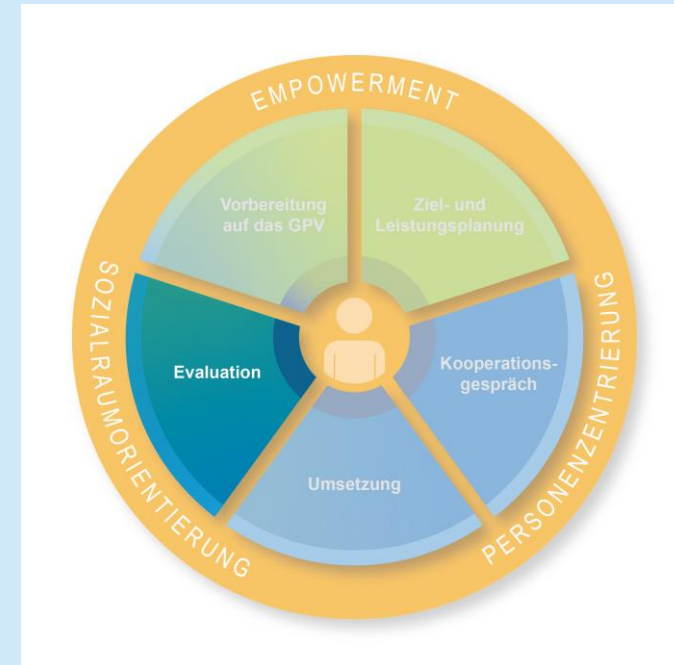 EMPOWERMENT
Vorbereitung
auf das GPV
Ziel- und
Leistungsplanung
Kooperations-
gespräch
Umsetzung
Evaluation
SOZIALRAUMORIENTIERUNG
PERSONENZENTRIERUNG